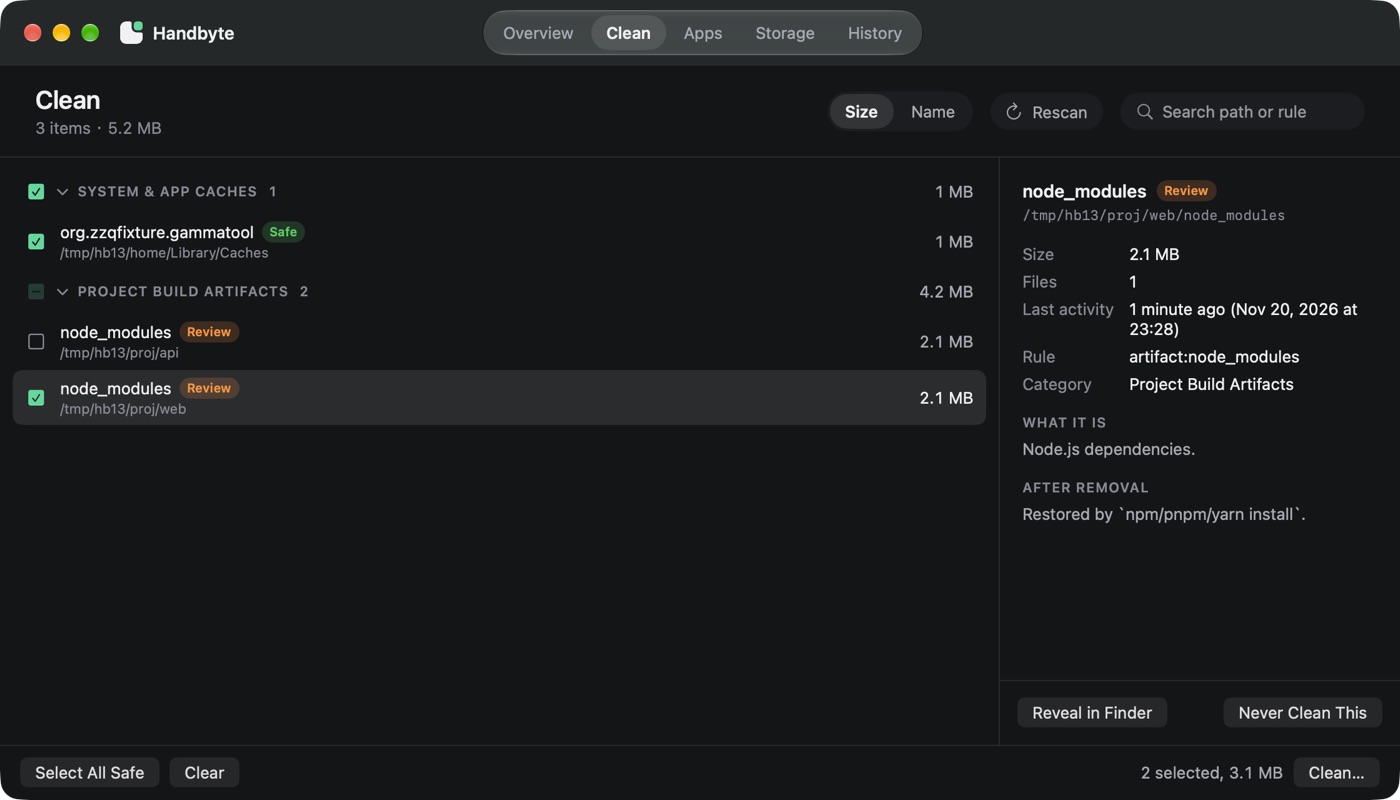 Handbyte
Overview Clean Apps Storage History
Clean
3 items · 5.2 MB
Size Name Rescan Search path or rule
SYSTEM & APP CACHES 1 1 MB
org.zzqfixture.gammatool Safe
/tmp/hb13/home/Library/Caches
1 MB
PROJECT BUILD ARTIFACTS 2 4.2 MB
node_modules Review
/tmp/hb13/proj/api
2.1 MB
node_modules Review
/tmp/hb13/proj/web
2.1 MB
node_modules Review
/tmp/hb13/proj/web/node_modules
Size 2.1 MB
Files 1
Last activity 1 minute ago (Nov 20, 2026 at
23:28)
Rule artifact:node_modules
Category Project Build Artifacts
WHAT IT IS
Node.js dependencies.
AFTER REMOVAL
Restored by `npm/pnpm/yarn install`.
Reveal in Finder Never Clean This
Select All Safe Clear 2 selected, 3.1 MB Clean...